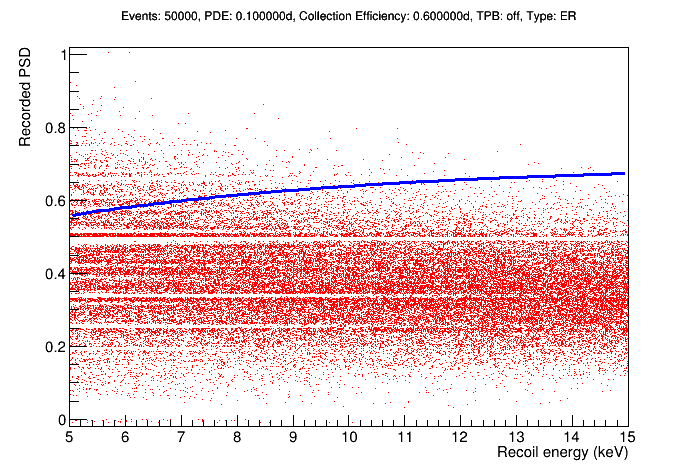 Events: 50000, PDE: 0.100000d, Collection Efficiency: 0.600000d, TPB: off, Type: ER
Recorded PSD
1
0.8
0.6
0.4
0.2
0
5 6 7 8 9 10 11 12 13 14 15
Recoil energy (keV)